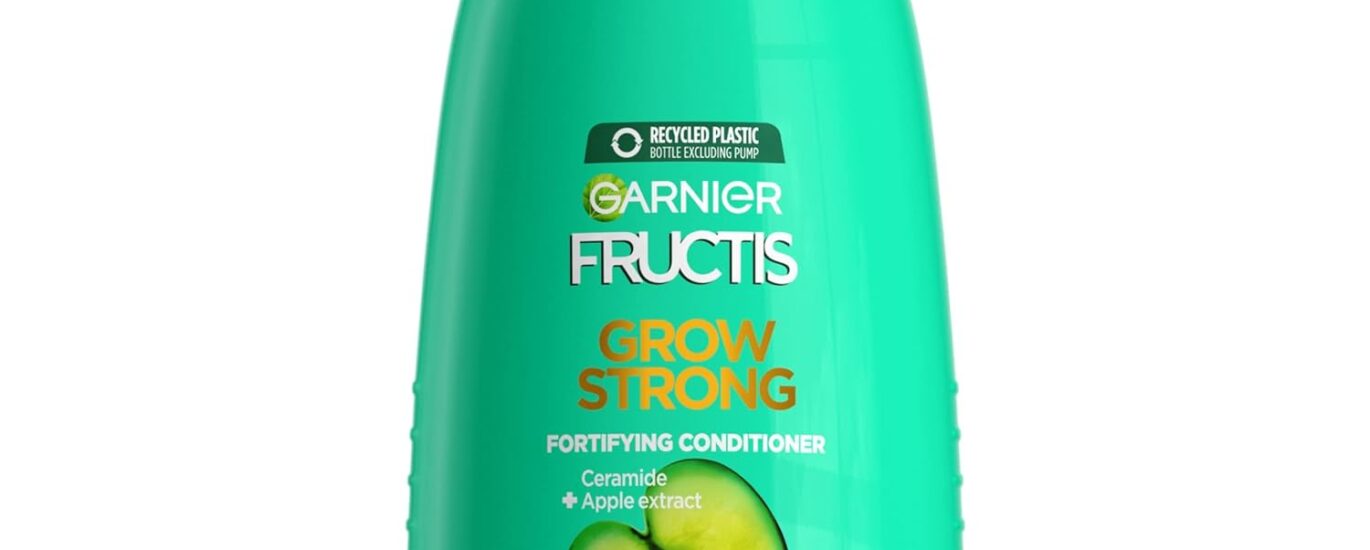 RECYCLED PLASTIC
BOTTLE EXCLUDING PUMP
GARNIER
FRUCTIS
GROW
STRONG
FORTIFYING CONDITIONER
Ceramide
+ Apple extract